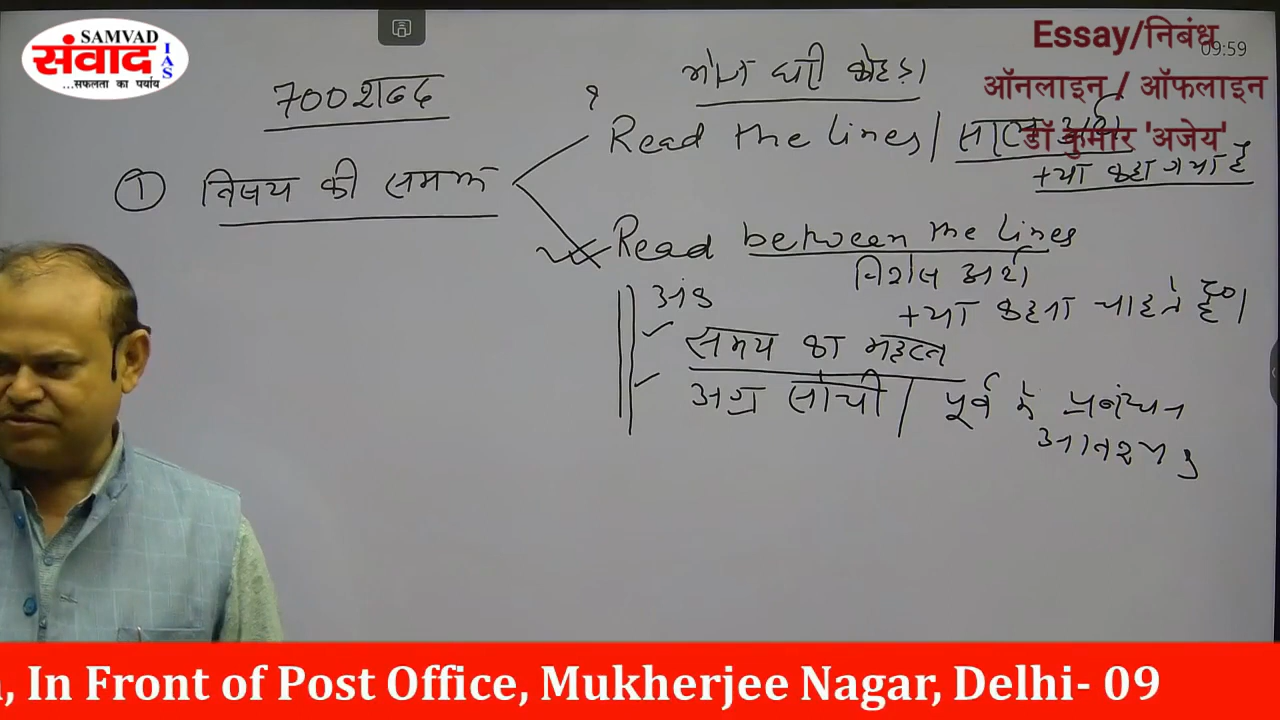 SAMVAD
संवाद
IAS
...सफलता का पर्याय
Essay/निबंध
09:59
ऑनलाइन / ऑफलाइन
डॉ कुमार 'अजेय'
700 शब्द
① विषय की समझ
Read the lines /
क्या कहा गया है
Read between the lines
विशेष अर्थ
क्या कहना चाहते हैं।
अंक
समय का महत्व
अग्र सोची / पूर्व में प्रबंधन
आवश्यक
, In Front of Post Office, Mukherjee Nagar, Delhi- 09